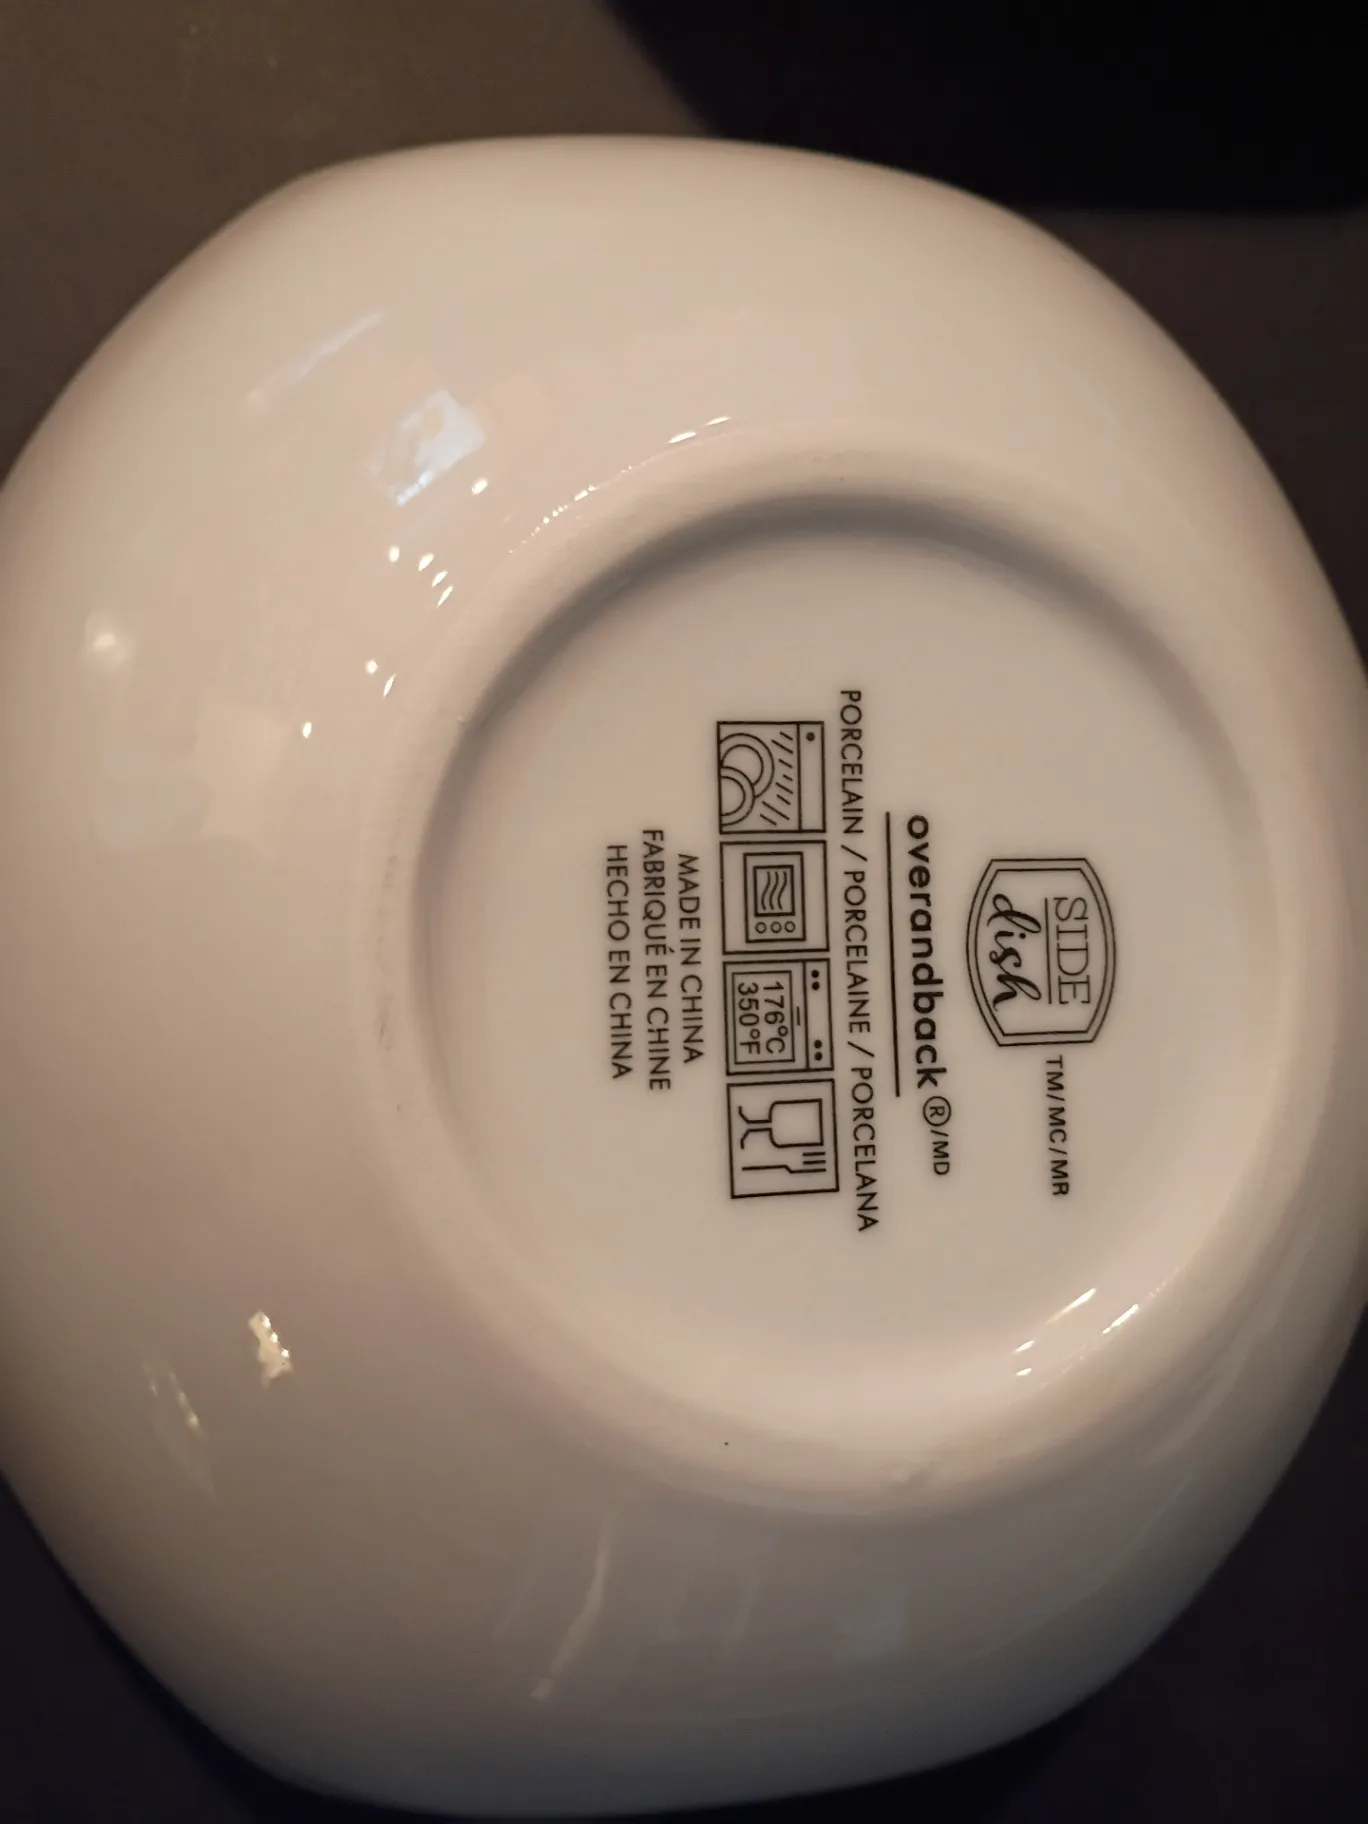 SIDE
dish TM/MC/MR
overandback®/MD
PORCELAIN / PORCELAINE / PORCELANA
176°C
350°F
MADE IN CHINA
FABRIQUÉ EN CHINE
HECHO EN CHINA